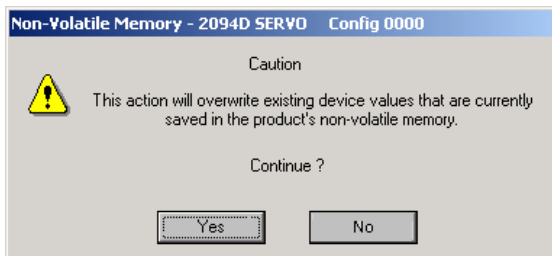 Non-Volatile Memory - 2094D SERVO Config 0000
Caution
This action will overwrite existing device values that are currently
saved in the product's non-volatile memory.
Continue ?
Yes No